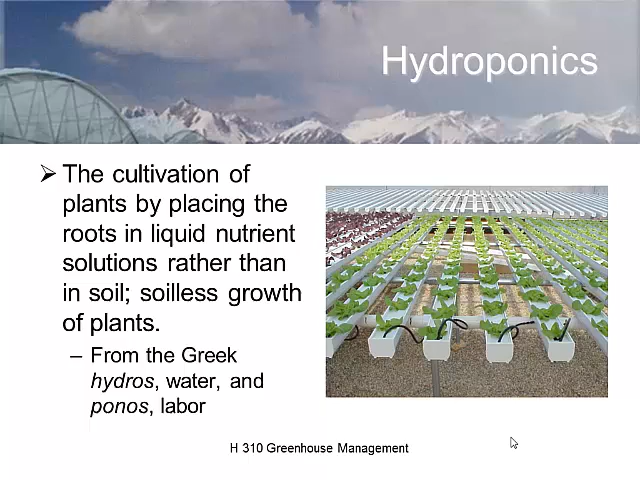 Hydroponics
The cultivation of
plants by placing the
roots in liquid nutrient
solutions rather than
in soil; soilless growth
of plants.
– From the Greek
hydros, water, and
ponos, labor
H 310 Greenhouse Management